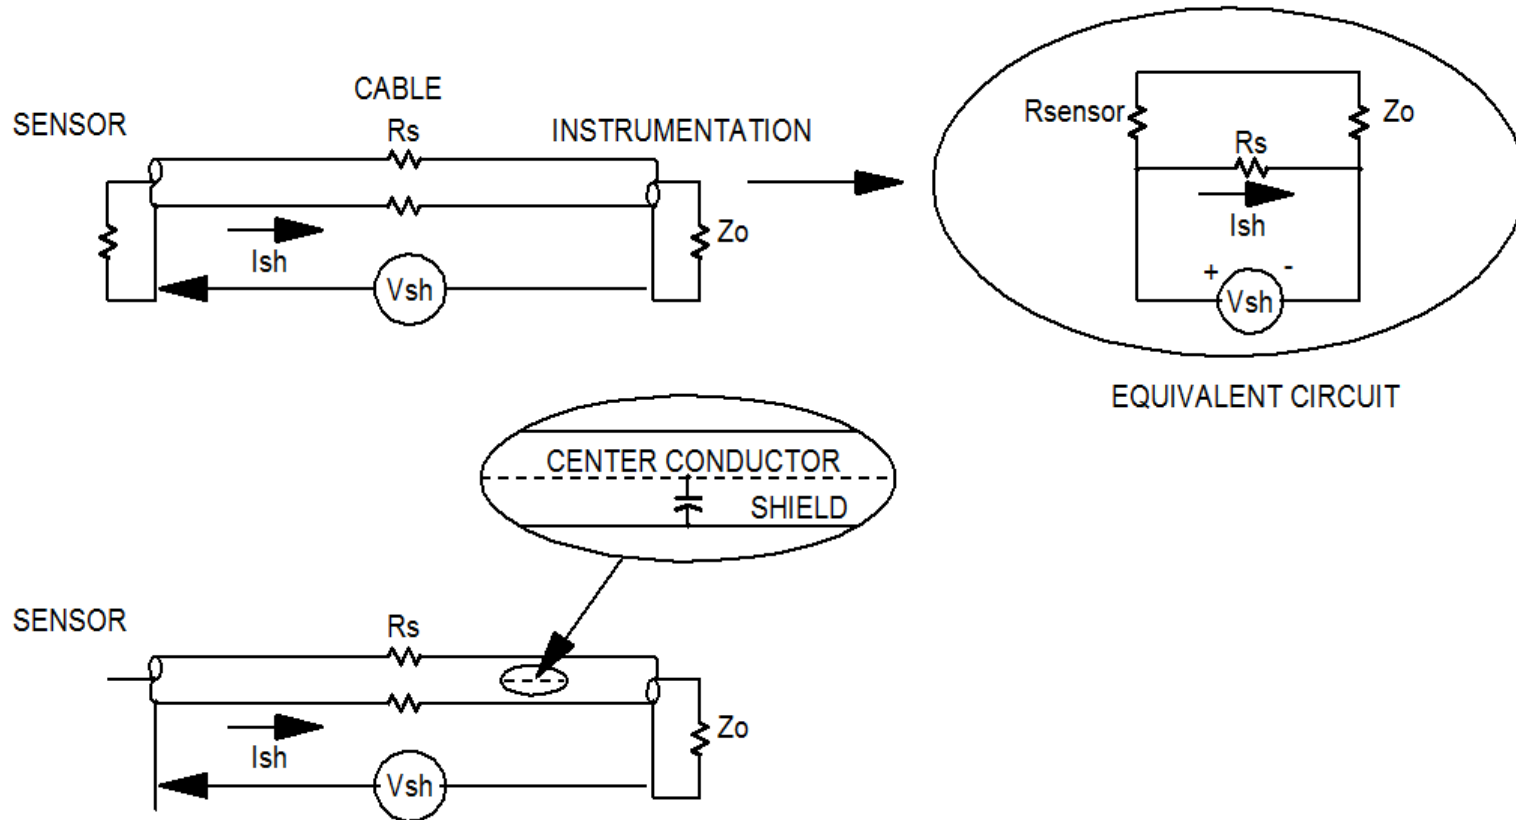 CABLE
SENSOR
Rs
INSTRUMENTATION
Ish
Vsh
Zo
Rsensor
Zo
Rs
Ish
+ -
Vsh
EQUIVALENT CIRCUIT
CENTER CONDUCTOR
SHIELD
SENSOR
Rs
Ish
Vsh
Zo